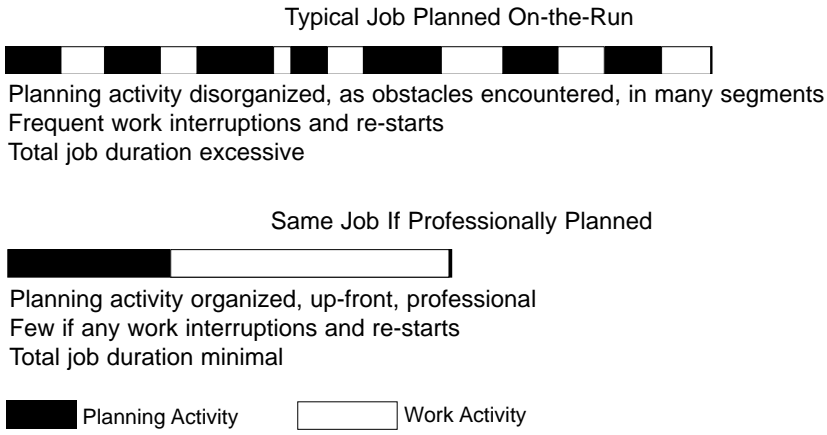 Typical Job Planned On-the-Run
Planning activity disorganized, as obstacles encountered, in many segments
Frequent work interruptions and re-starts
Total job duration excessive
Same Job If Professionally Planned
Planning activity organized, up-front, professional
Few if any work interruptions and re-starts
Total job duration minimal
Planning Activity Work Activity